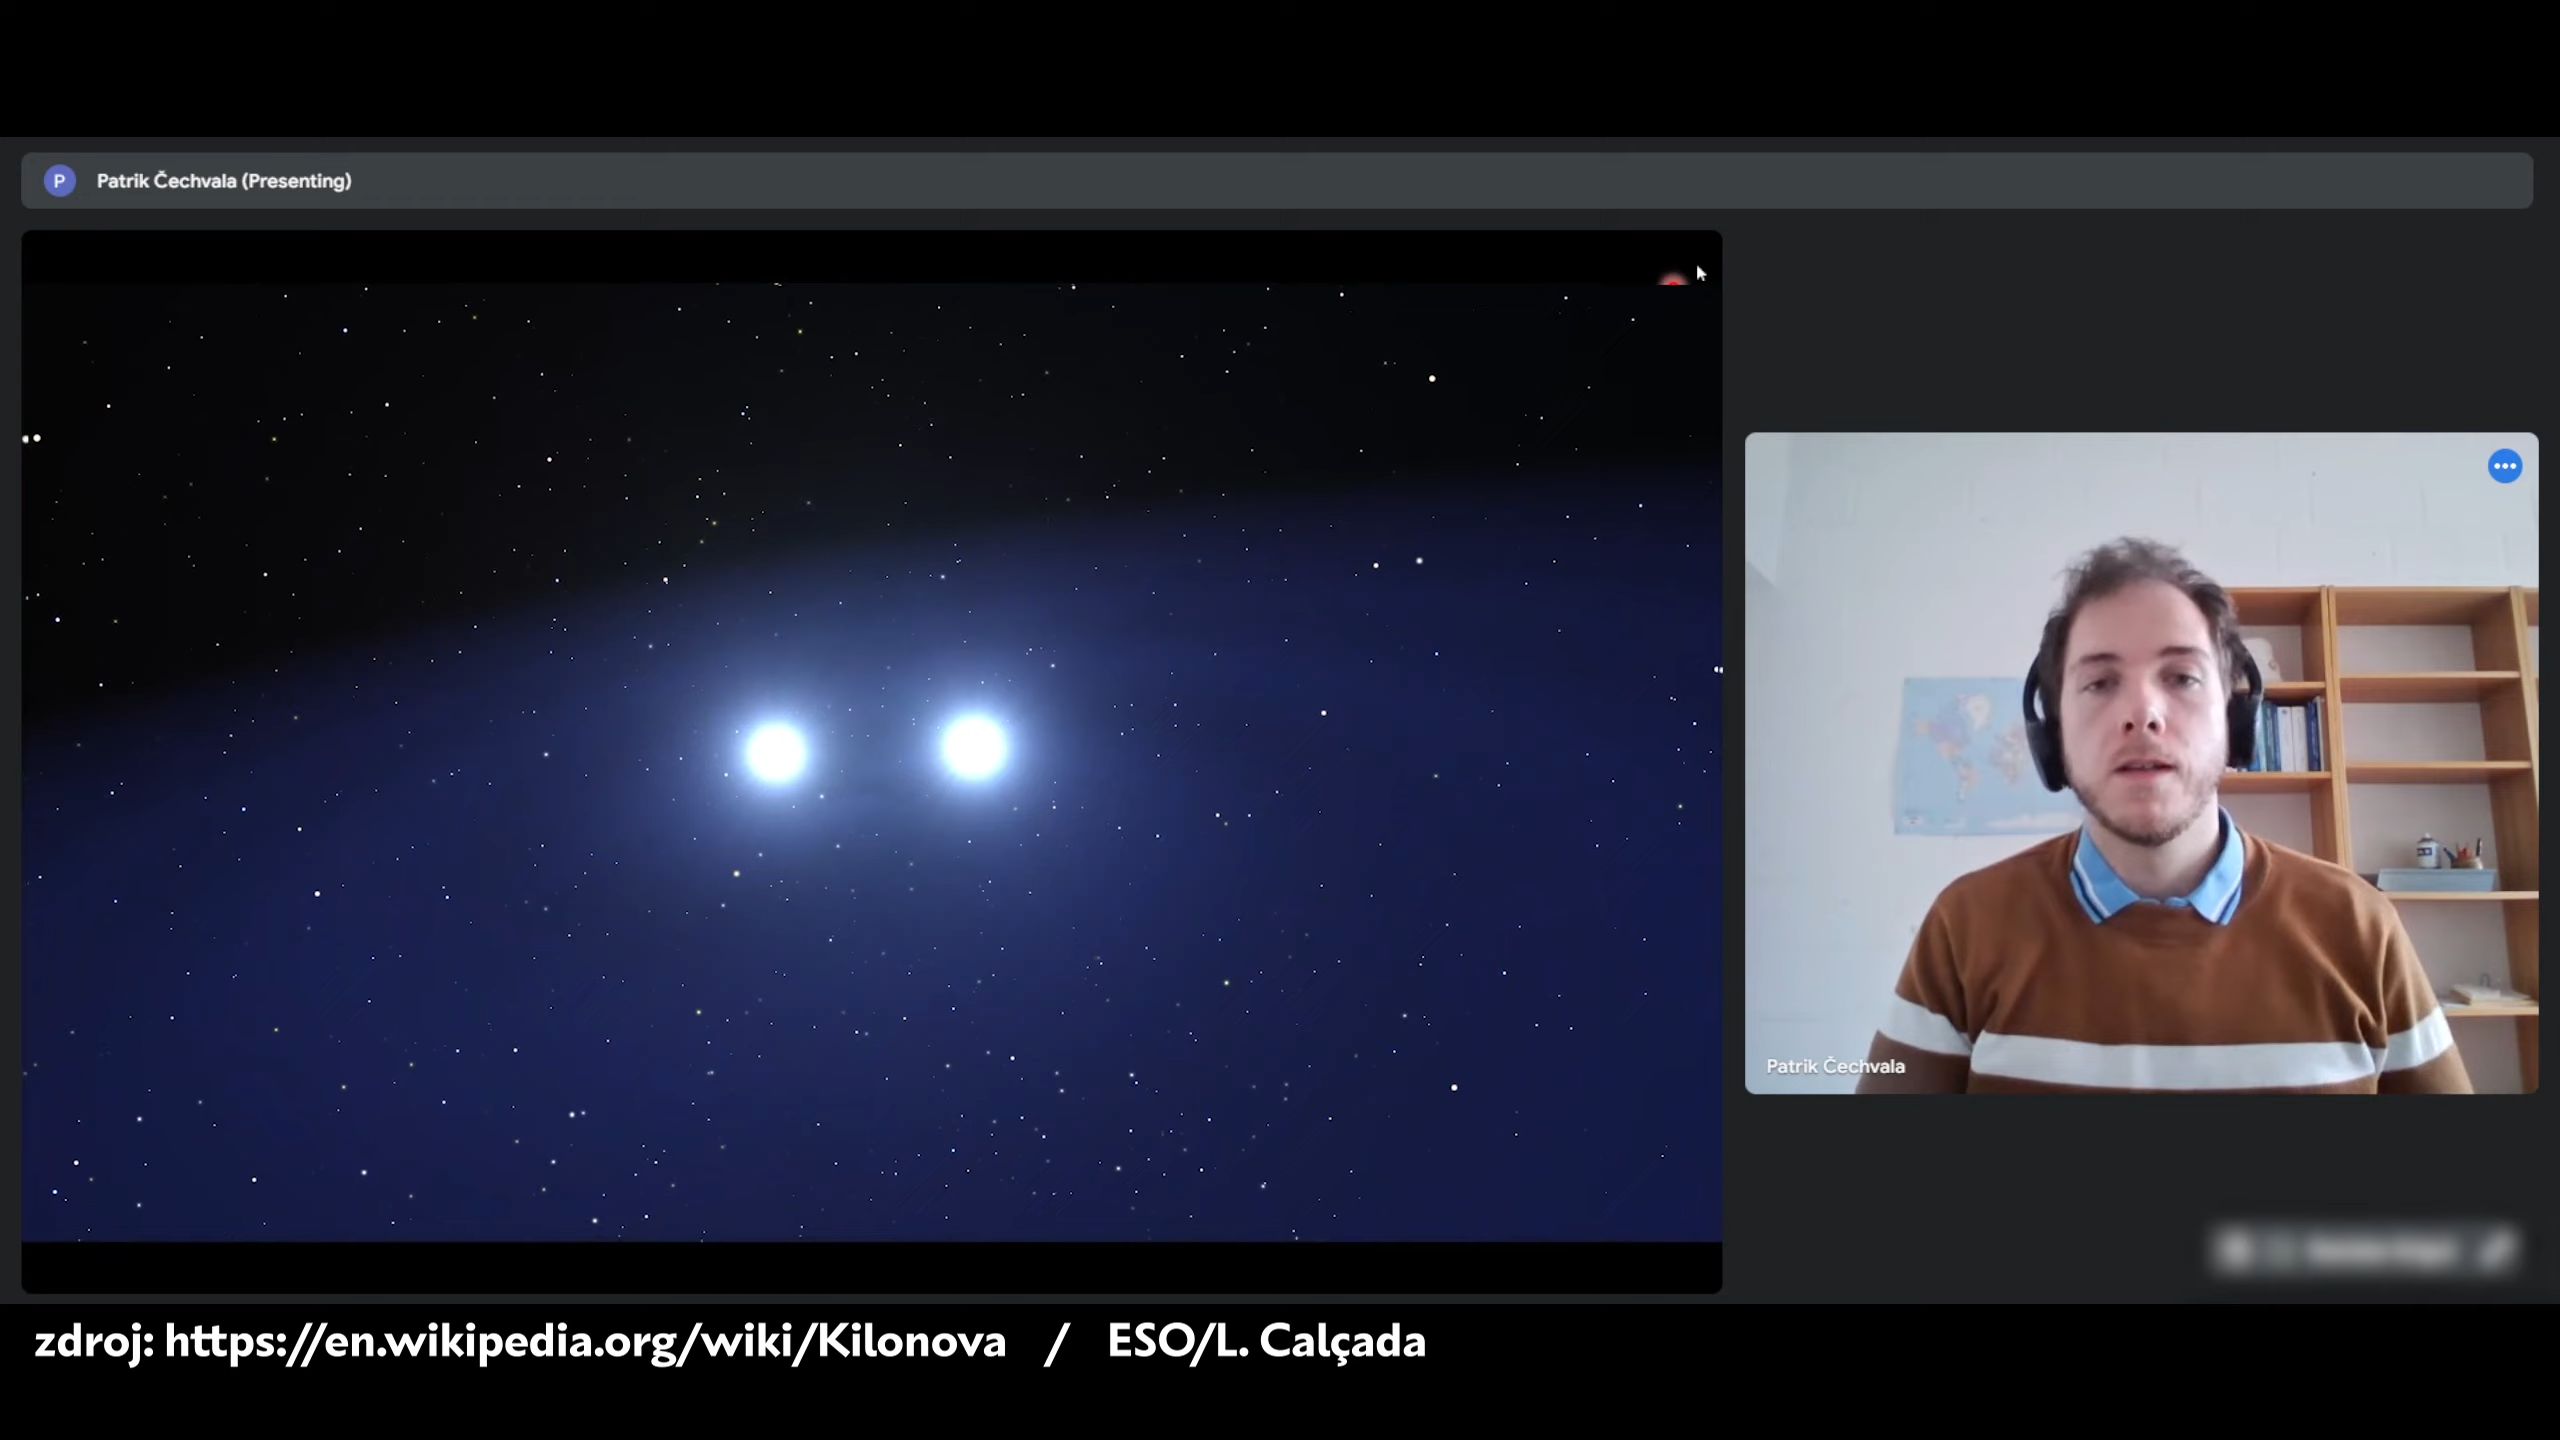 P Patrik Čechvala (Presenting)
Patrik Čechvala
zdroj: https://en.wikipedia.org/wiki/Kilonova / ESO/L. Calçada